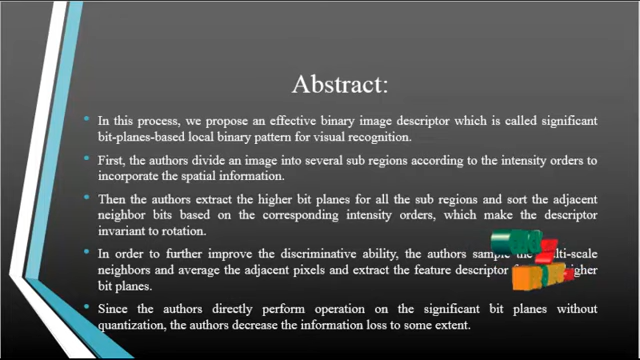 Abstract:
In this process, we propose an effective binary image descriptor which is called significant
bit-planes-based local binary pattern for visual recognition.
First, the authors divide an image into several sub regions according to the intensity orders to
incorporate the spatial information.
Then the authors extract the higher bit planes for all the sub regions and sort the adjacent
neighbor bits based on the corresponding intensity orders, which make the descriptor
invariant to rotation.
In order to further improve the discriminative ability, the authors sample the
neighbors and average the adjacent pixels and extract the feature descriptor
bit planes.
Since the authors directly perform operation on the significant bit planes without
quantization, the authors decrease the information loss to some extent.